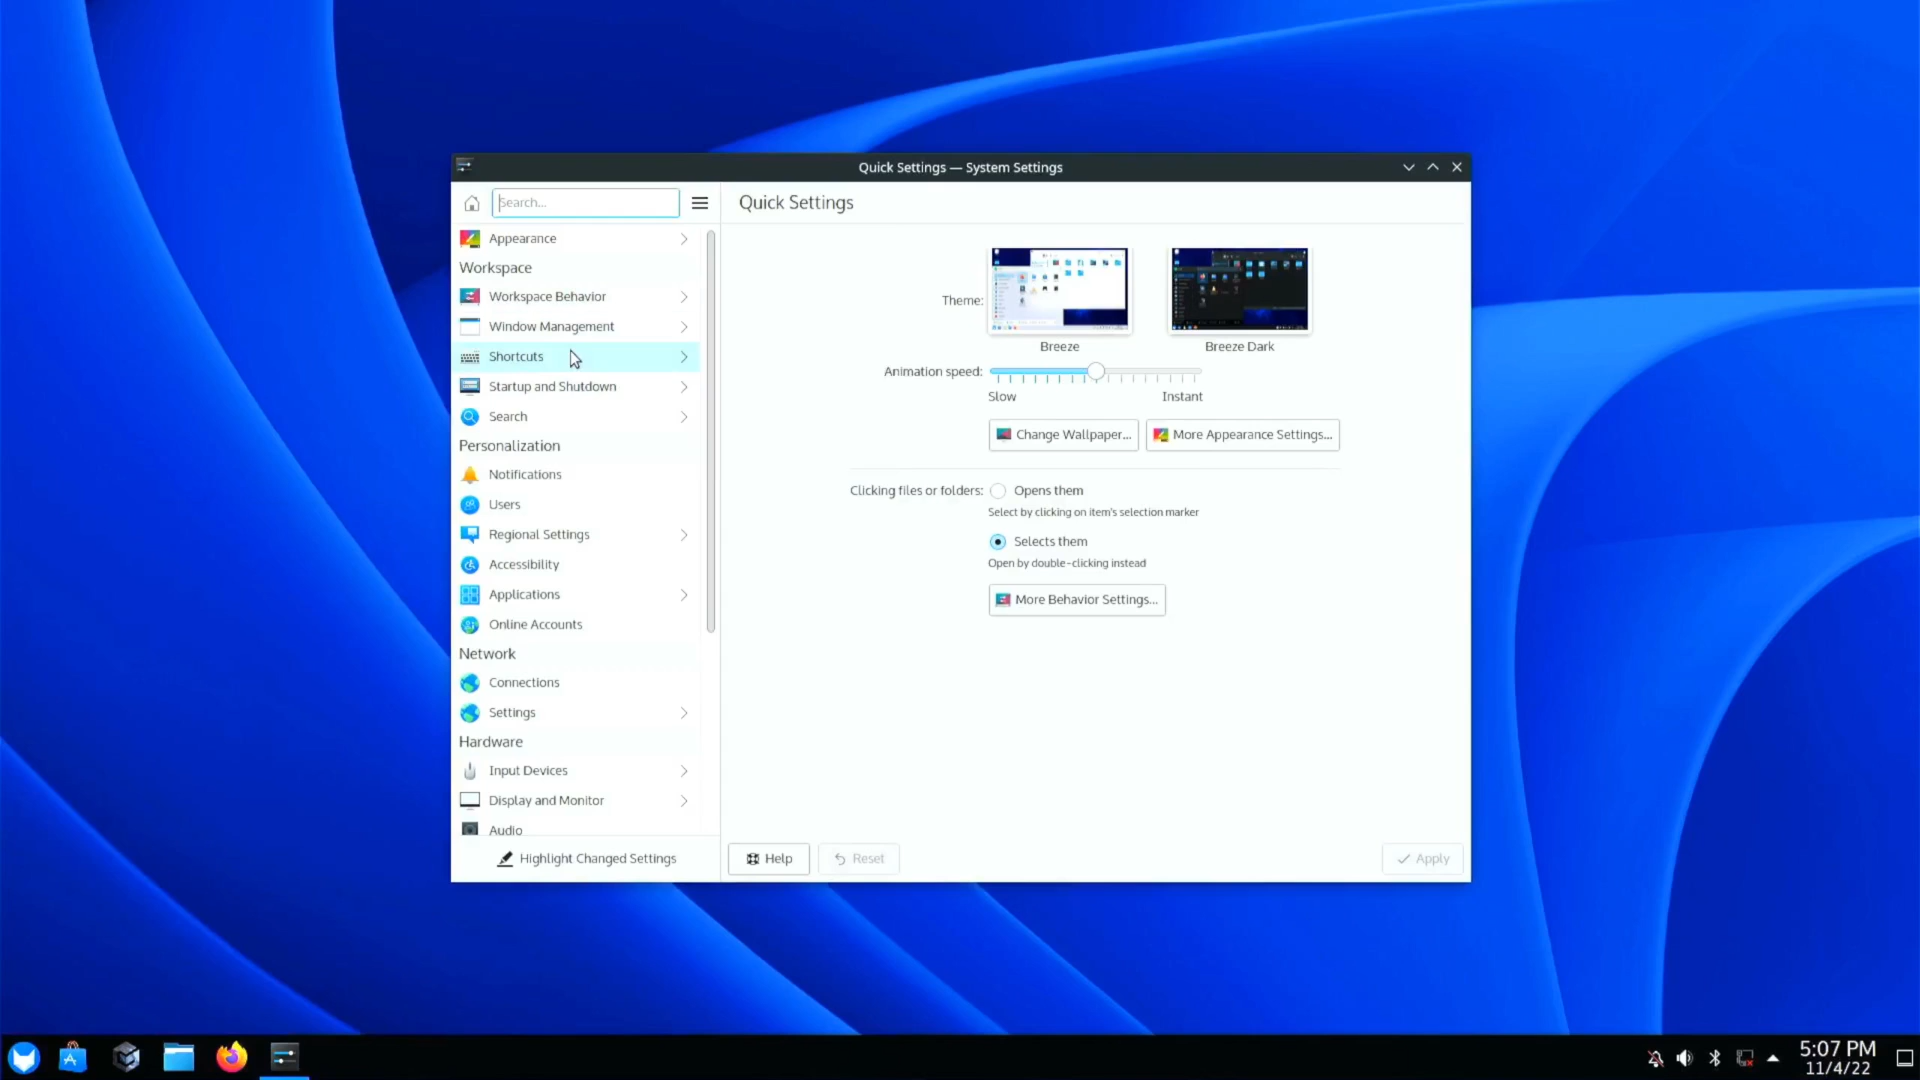 Quick Settings — System Settings
Search...
Quick Settings
Appearance
Workspace
Workspace Behavior
Window Management
Shortcuts
Startup and Shutdown
Search
Personalization
Notifications
Users
Regional Settings
Accessibility
Applications
Online Accounts
Network
Connections
Settings
Hardware
Input Devices
Display and Monitor
Audio
Highlight Changed Settings
Theme:
Breeze
Breeze Dark
Animation speed:
Slow
Instant
Change Wallpaper...
More Appearance Settings...
Clicking files or folders:
Opens them
Select by clicking on item's selection marker
Selects them
Open by double-clicking instead
More Behavior Settings...
Help
Reset
Apply
5:07 PM
11/4/22